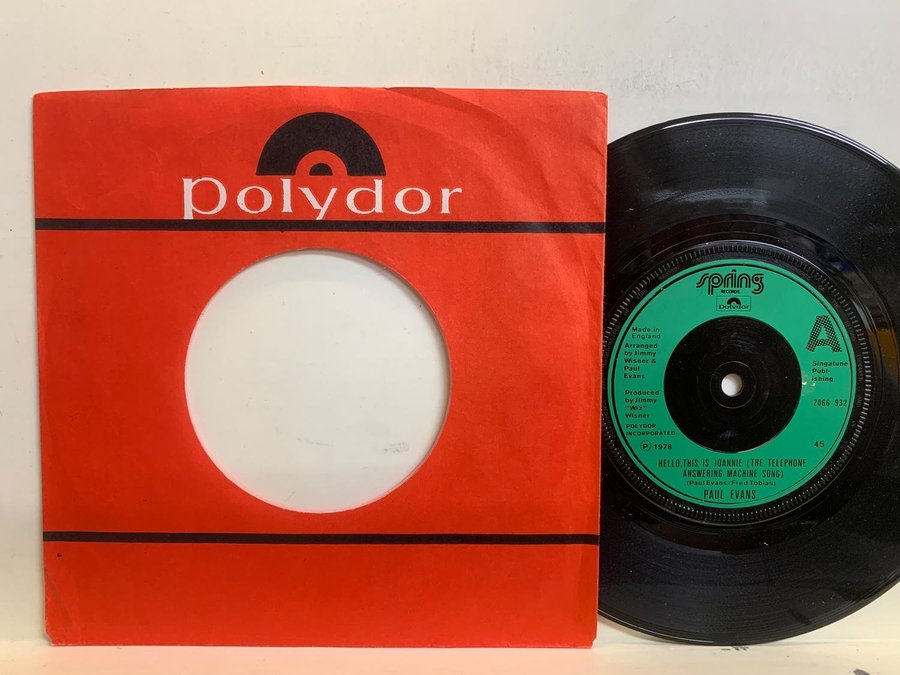 polydor
spring
RECORDS
Polydor
A
Made in
England
Arranged
by Jimmy
Wisner &
Paul
Evans
Produced
by Jimmy
"Wiz"
Wisner
POLYDOR
INCORPORATED
Ⓟ 1978
Singatune
Publ-
ishing
2066 932
45
HELLO,THIS IS JOANNIE (THE TELEPHONE
ANSWERING MACHINE SONG)
(Paul Evans/Fred Tobias)
PAUL EVANS